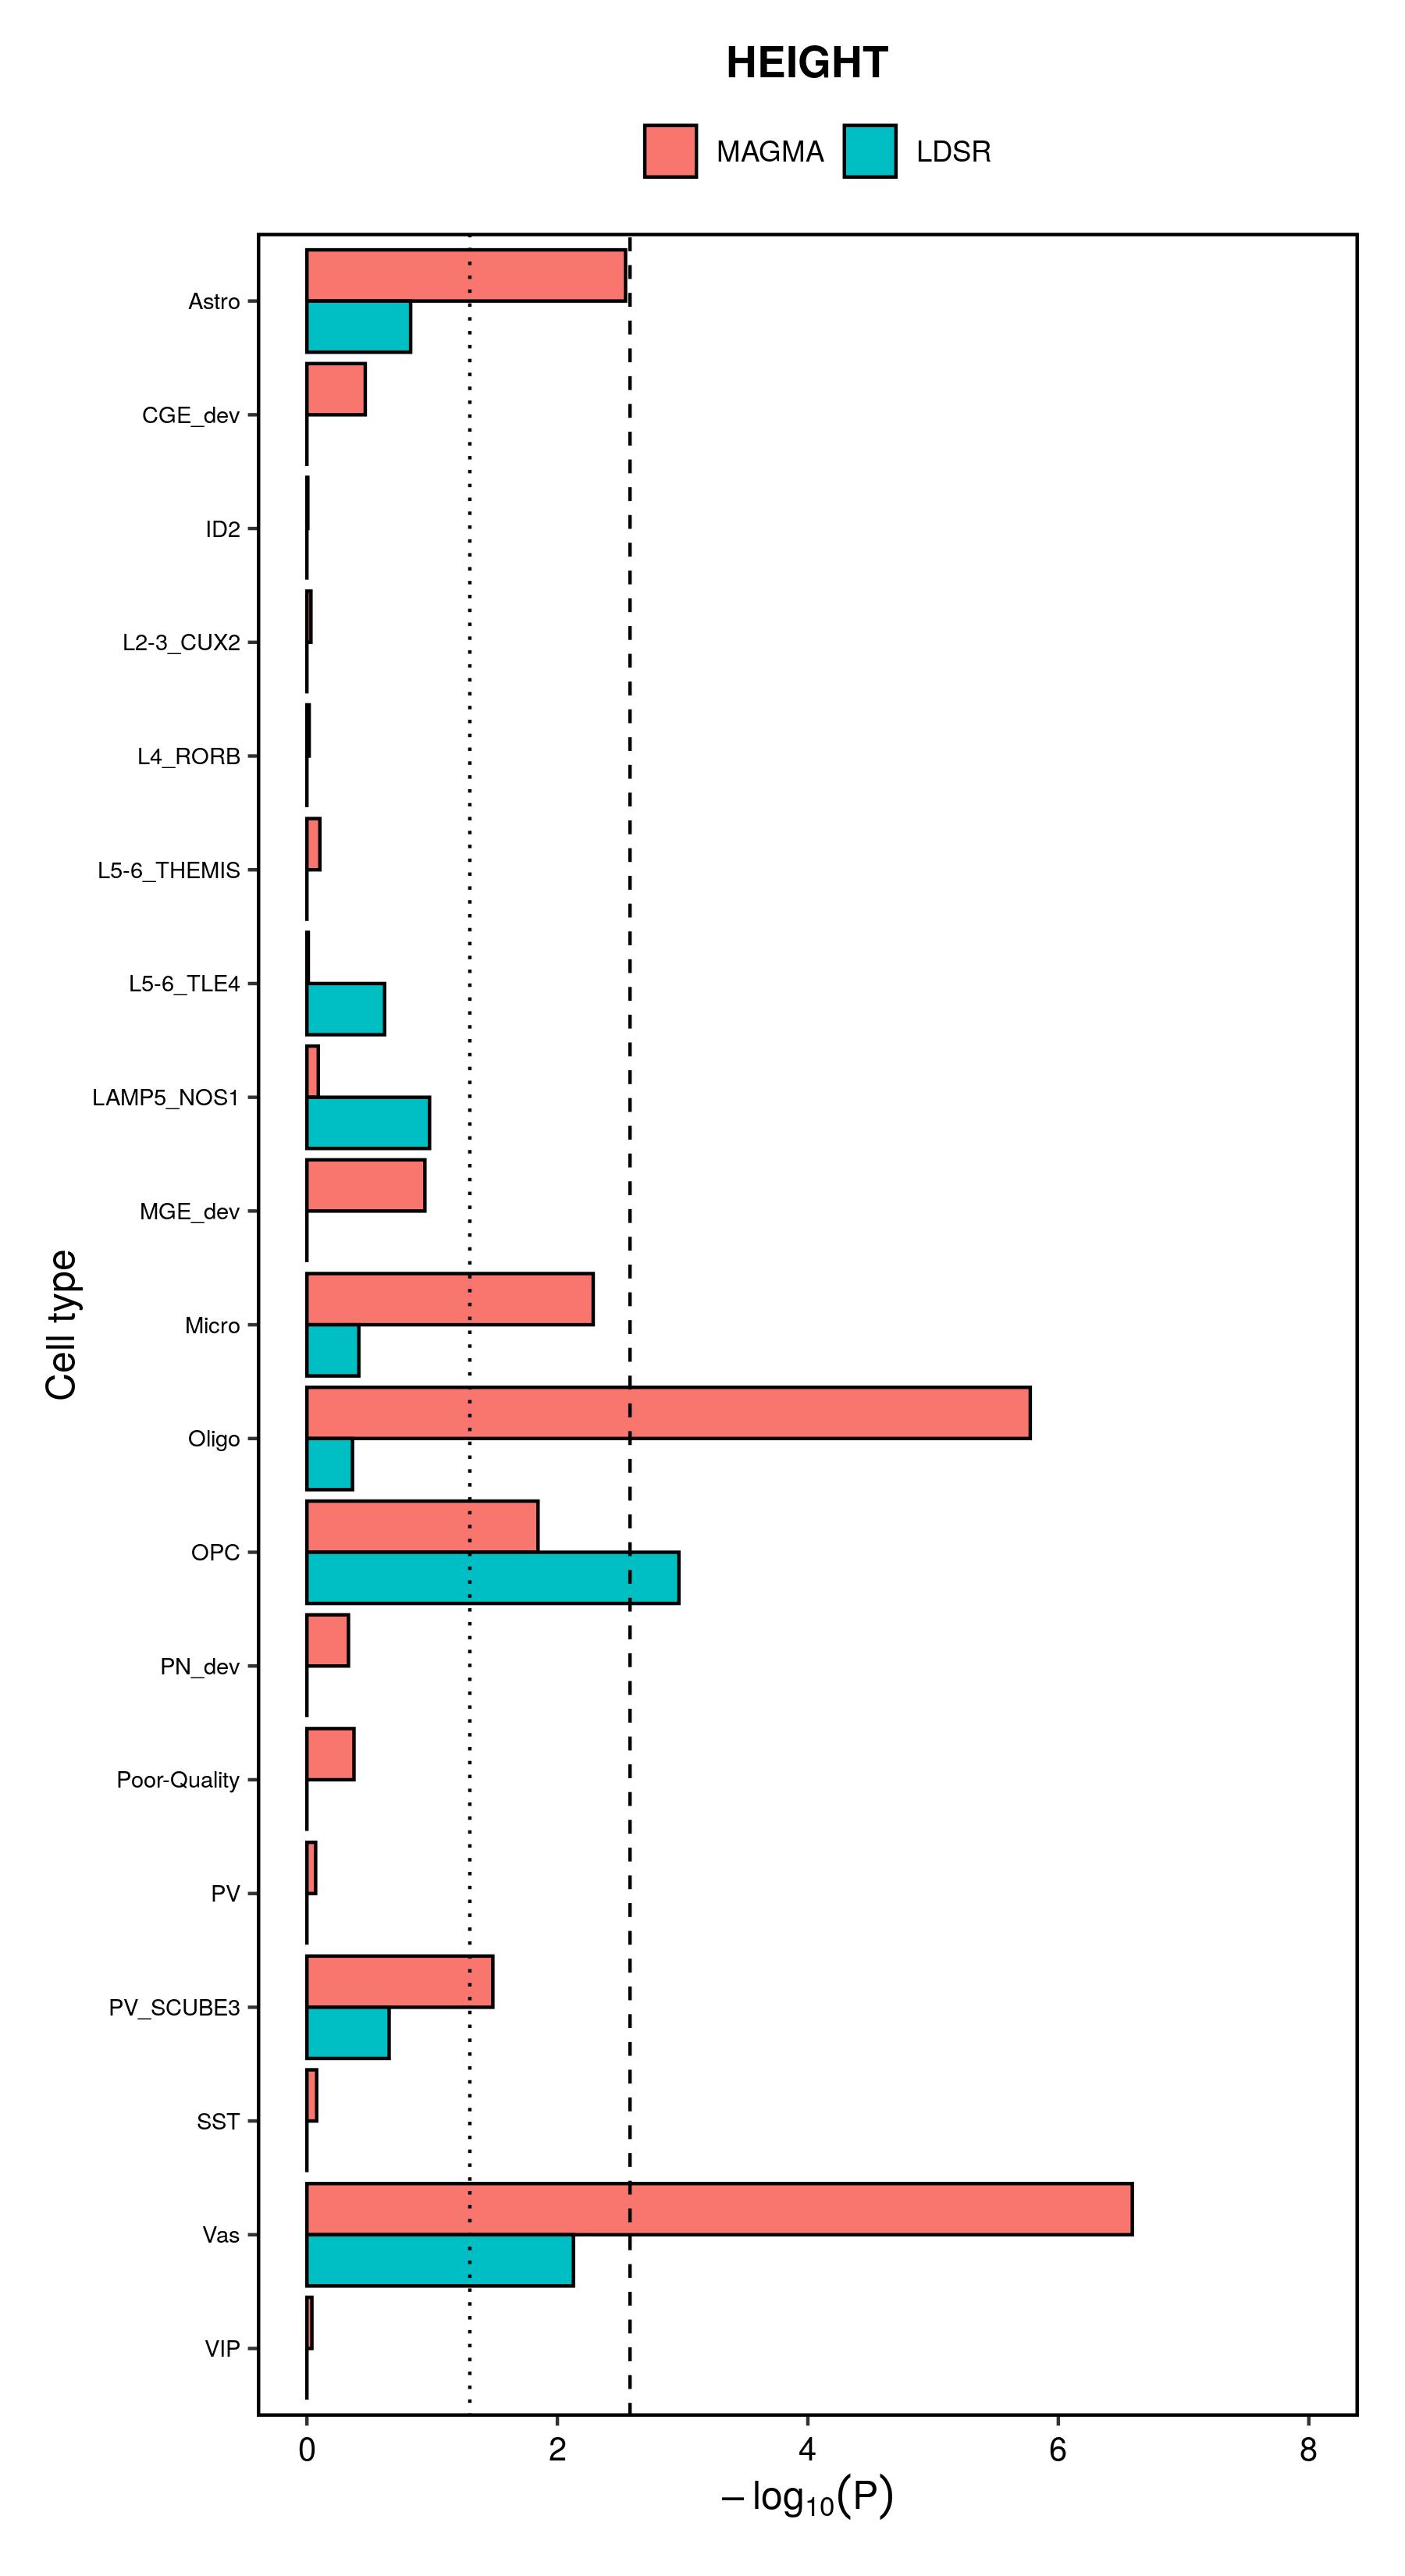 HEIGHT
MAGMA LDSR
Astro
CGE_dev
ID2
L2-3_CUX2
L4_RORB
L5-6_THEMIS
L5-6_TLE4
LAMP5_NOS1
MGE_dev
Micro
Oligo
OPC
PN_dev
Poor-Quality
PV
PV_SCUBE3
SST
Vas
VIP
Cell type
0 2 4 6 8
− log₁₀(P)